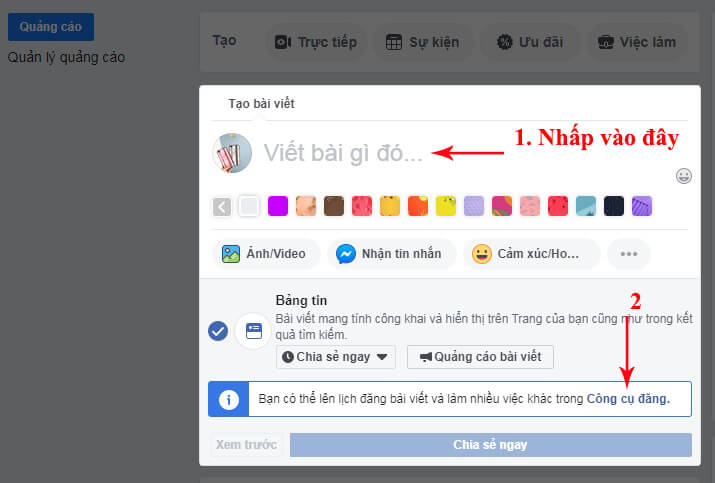 Quảng cáo
Quản lý quảng cáo
Tạo
Trực tiếp
Sự kiện
Ưu đãi
Việc làm
Tạo bài viết
Viết bài gì đó...
1. Nhấp vào đây
Ảnh/Video
Nhận tin nhắn
Cảm xúc/Ho...
Bảng tin
2
Bài viết mang tính công khai và hiển thị trên Trang của bạn cũng như trong kết
quả tìm kiếm.
Chia sẻ ngay
Quảng cáo bài viết
Bạn có thể lên lịch đăng bài viết và làm nhiều việc khác trong Công cụ đăng.
Xem trước
Chia sẻ ngay